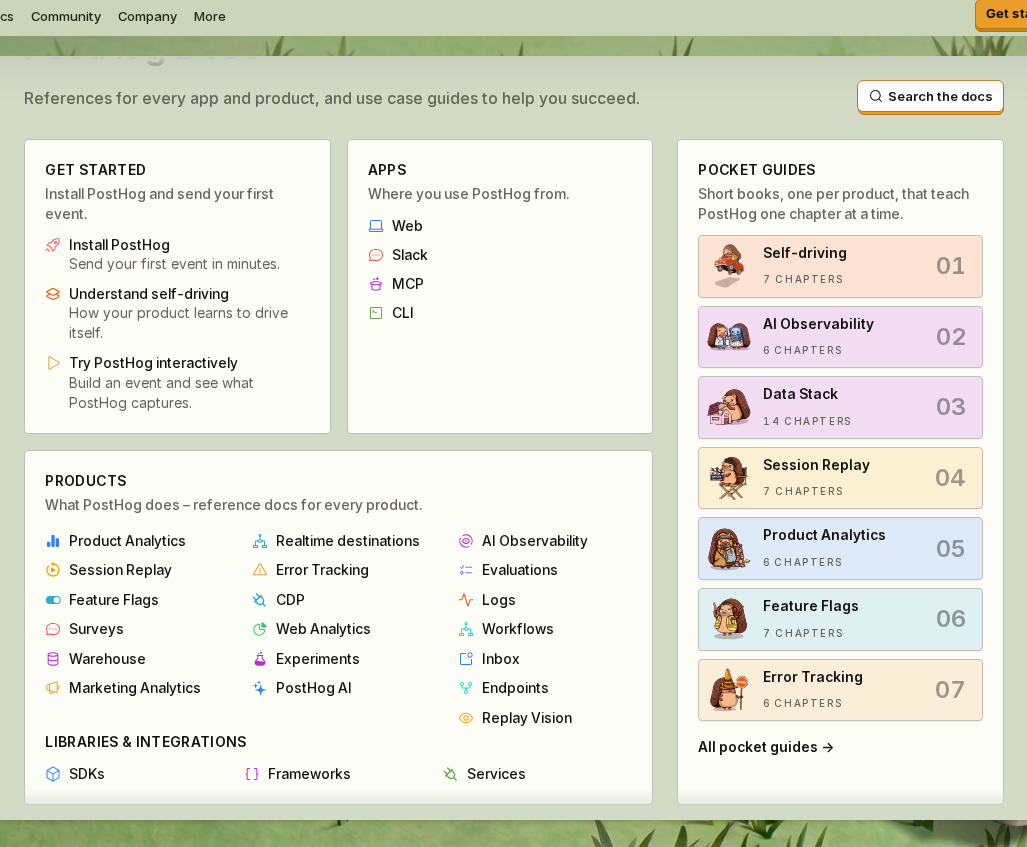 cs Community Company More
Get sta
References for every app and product, and use case guides to help you succeed.
Search the docs
GET STARTED
Install PostHog and send your first
event.
Install PostHog
Send your first event in minutes.
Understand self-driving
How your product learns to drive
itself.
Try PostHog interactively
Build an event and see what
PostHog captures.
APPS
Where you use PostHog from.
Web
Slack
MCP
CLI
POCKET GUIDES
Short books, one per product, that teach
PostHog one chapter at a time.
Self-driving
7 CHAPTERS
01
AI Observability
6 CHAPTERS
02
Data Stack
14 CHAPTERS
03
Session Replay
7 CHAPTERS
04
Product Analytics
6 CHAPTERS
05
Feature Flags
7 CHAPTERS
06
Error Tracking
6 CHAPTERS
07
All pocket guides →
PRODUCTS
What PostHog does – reference docs for every product.
Product Analytics
Session Replay
Feature Flags
Surveys
Warehouse
Marketing Analytics
Realtime destinations
Error Tracking
CDP
Web Analytics
Experiments
PostHog AI
AI Observability
Evaluations
Logs
Workflows
Inbox
Endpoints
Replay Vision
LIBRARIES & INTEGRATIONS
SDKs
Frameworks
Services